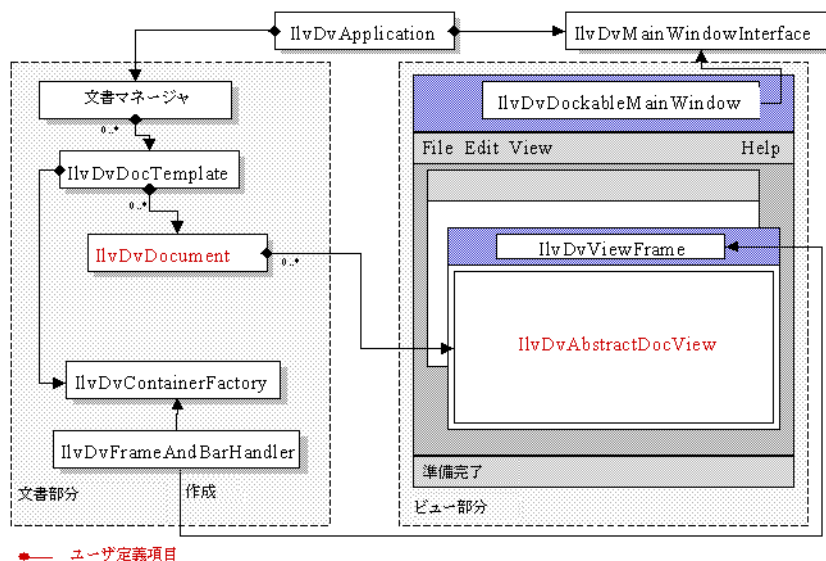 IlvDvApplication
IlvDvMainWindowInterface
文書マネージャ
0..*
IlvDvDocTemplate
0..*
IlvDvDocument
0..*
IlvDvContainerFactory
IlvDvFrameAndBarHandler
文書部分
作成
IlvDvDockableMainWindow
File Edit View Help
IlvDvViewFrame
IlvDvAbstractDocView
準備完了
ビュー部分
ユーザ定義項目